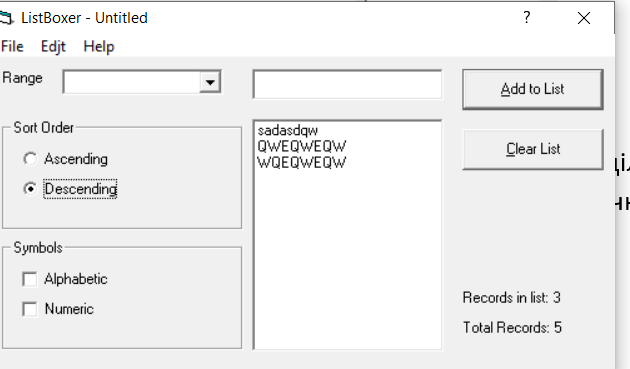 ListBoxer - Untitled ?
File Edjt Help
Range
Add to List
Sort Order
Ascending
Descending
sadasdqw
QWEQWEQW
WQEQWEQW
Clear List
Symbols
Alphabetic
Numeric
Records in list: 3
Total Records: 5